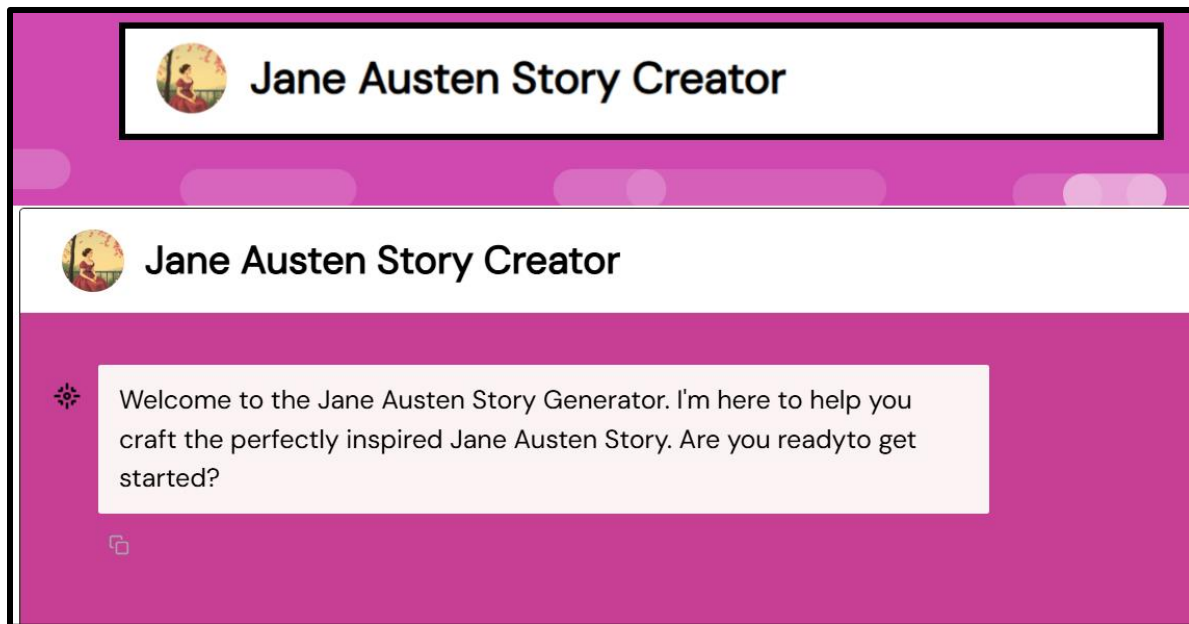 Jane Austen Story Creator
Jane Austen Story Creator
Welcome to the Jane Austen Story Generator. I'm here to help you
craft the perfectly inspired Jane Austen Story. Are you readyto get
started?